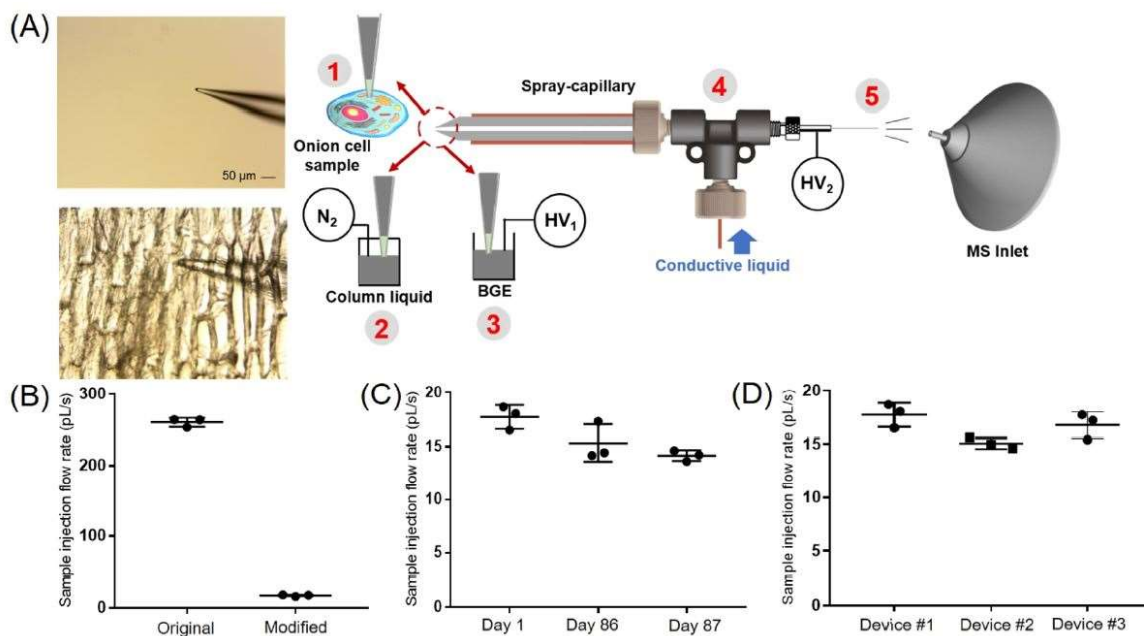 (A)
50 µm
1
Onion cell
sample
N2
Column liquid
2
HV1
BGE
3
Spray-capillary
4
Conductive liquid
HV2
5
MS Inlet
(B)
Sample injection flow rate (pL/s)
300
200
100
0
Original
Modified
(C)
Sample injection flow rate (pL/s)
20
15
10
5
0
Day 1
Day 86
Day 87
(D)
Sample injection flow rate (pL/s)
20
15
10
5
0
Device #1
Device #2
Device #3